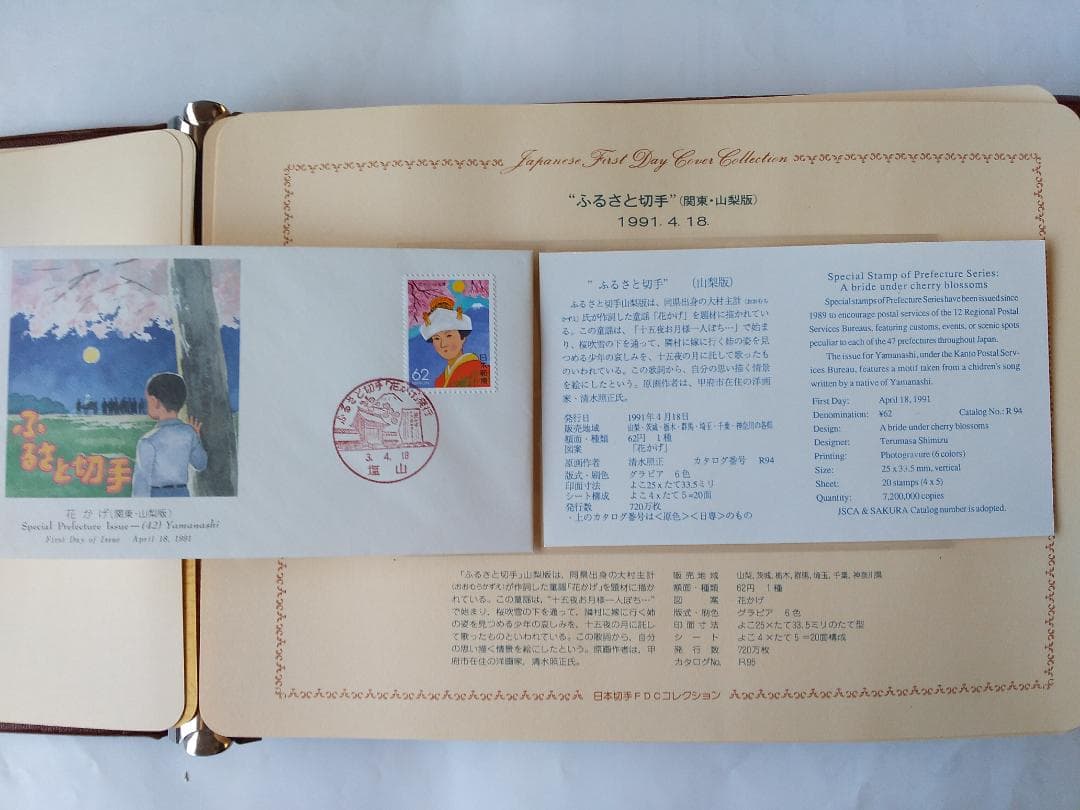 Japanese First Day Cover Collection
“ふるさと切手”(関東・山梨版)
1991. 4. 18.
ふるさと切手
花かげ(関東・山梨版)
Special Prefecture Issue—(42) Yamanashi
First Day of Issue April 18, 1991
62
日本郵便
ふるさと切手「花かげ」発行
3. 4. 18
塩山
”ふるさと切手” (山梨版)
ふるさと切手山梨版は、同県出身の大村主計(おおむら
かずえ)氏が作詞した童謡「花かげ」を題材に描かれてい
る。この童謡は、「十五夜お月様一人ぼち…」で始ま
り、桜吹雪の下を通って、隣村に嫁に行く姉の姿を見
つめる少年の哀しみを、十五夜の月に託して歌ったも
のといわれている。この歌詞から、自分の思い描く情景
を絵にしたという。原画作者は、甲府市在住の洋画
家・清水照正氏。
発行日 1991年4月18日
販売地域 山梨・茨城・栃木・群馬・埼玉・千葉・神奈川の各県
額面・種類 62円 1種
図案 「花かげ」
原画作者 清水照正 カタログ番号 R94
版式・刷色 グラビア 6色
印面寸法 よこ25xたて33.5ミリ
シート構成 よこ4xたて5=20面
発行数 720万枚
・上のカタログ番号は<原色><日専>のもの
Special Stamp of Prefecture Series:
A bride under cherry blossoms
Special stamps of Prefecture Series have been issued since
1989 to encourage postal services of the 12 Regional Postal
Services Bureaus, featuring customs, events, or scenic spots
peculiar to each of the 47 prefectures throughout Japan.
The issue for Yamanashi, under the Kanto Postal Serv-
ices Bureau, features a motif taken from a chidren's song
written by a native of Yamanashi.
First Day: April 18, 1991
Denomination: ¥62 Catalog No.: R 94
Design: A bride under cherry blossoms
Designer: Terumasa Shimizu
Printing: Photogravure (6 colors)
Size: 25 x 33.5 mm, vertical
Sheet: 20 stamps (4 x 5)
Quantity: 7,200,000 copies
JSCA & SAKURA Catalog number is adopted.
「ふるさと切手」山梨版は、同県出身の大村主計
(おおむらかずえ)が作詞した童謡「花かげ」を題材に描か
れている。この童謡は、“十五夜お月様一人ぼち…”
で始まり、桜吹雪の下を通って、隣村に嫁に行く姉
の姿を見つめる少年の哀しみを、十五夜の月に託し
て歌ったものといわれている。この歌詞から、自分
の思い描く情景を絵にしたという。原画作者は、甲
府市在住の洋画家、清水照正氏。
販売地域 山梨、茨城、栃木、群馬、埼玉、千葉、神奈川県
額面・種類 62円 1種
図案 花かげ
版式・刷色 グラビア 6色
印面寸法 よこ25×たて33.5ミリのたて型
シート よこ4×たて5=20面構成
発行数 720万枚
カタログNo. R95
日本切手FDCコレクション